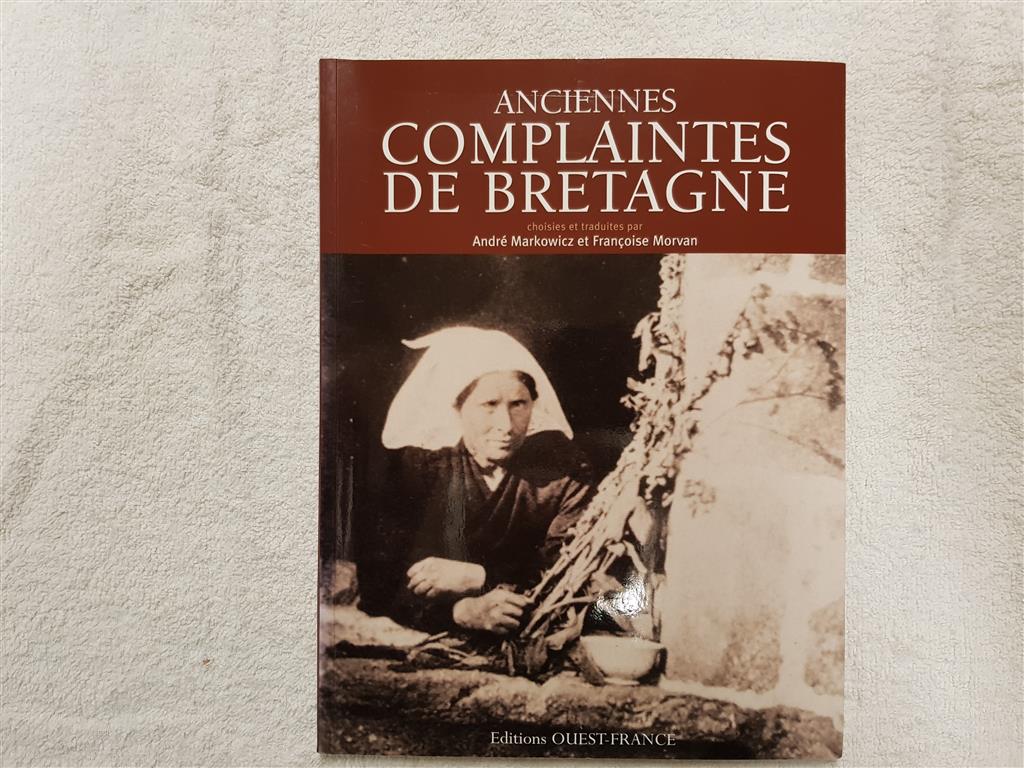 ANCIENNES
COMPLAINTES
DE BRETAGNE
choisies et traduites par
André Markowicz et Françoise Morvan
Editions OUEST-FRANCE